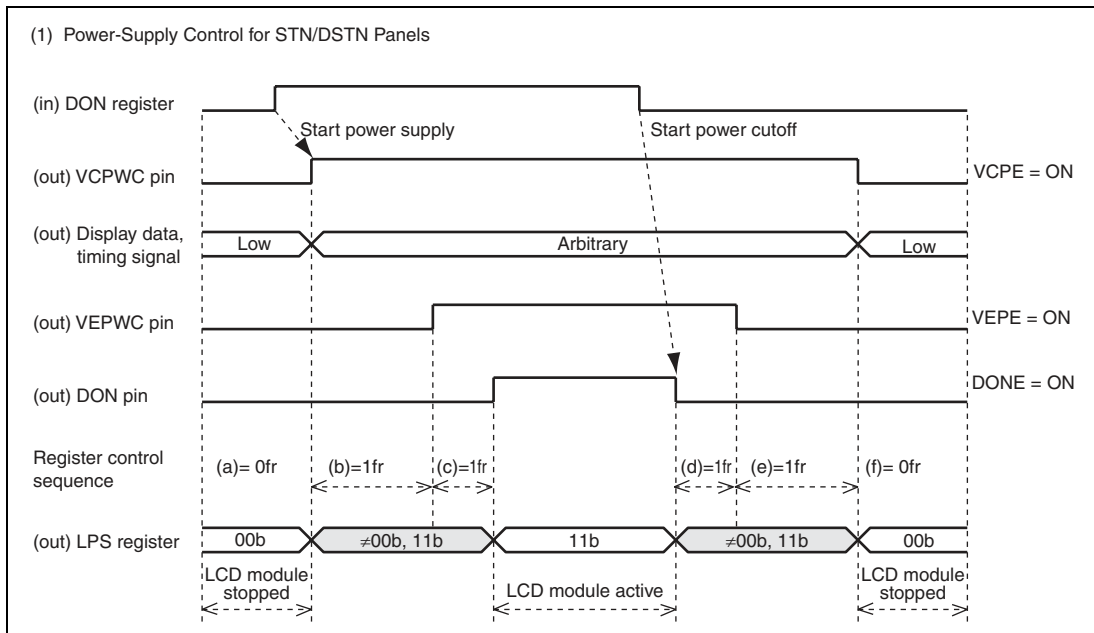 (1) Power-Supply Control for STN/DSTN Panels
(in) DON register
Start power supply
Start power cutoff
(out) VCPWC pin
VCPE = ON
(out) Display data,
timing signal
Low
Arbitrary
Low
(out) VEPWC pin
VEPE = ON
(out) DON pin
DONE = ON
Register control
sequence
(a)= 0fr
(b)=1fr
(c)=1fr
(d)=1fr
(e)=1fr
(f)= 0fr
(out) LPS register
00b
≠00b, 11b
11b
≠00b, 11b
00b
LCD module
stopped
LCD module active
LCD module
stopped